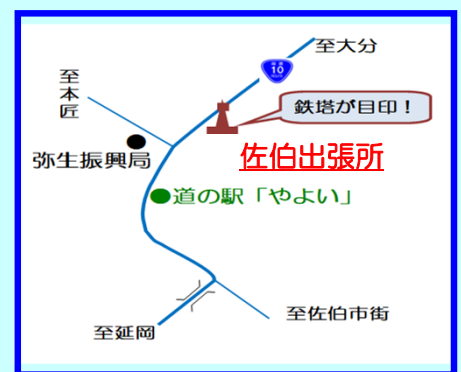 至大分
10
至本匠
鉄塔が目印！
弥生振興局
佐伯出張所
道の駅「やよい」
至佐伯市街
至延岡